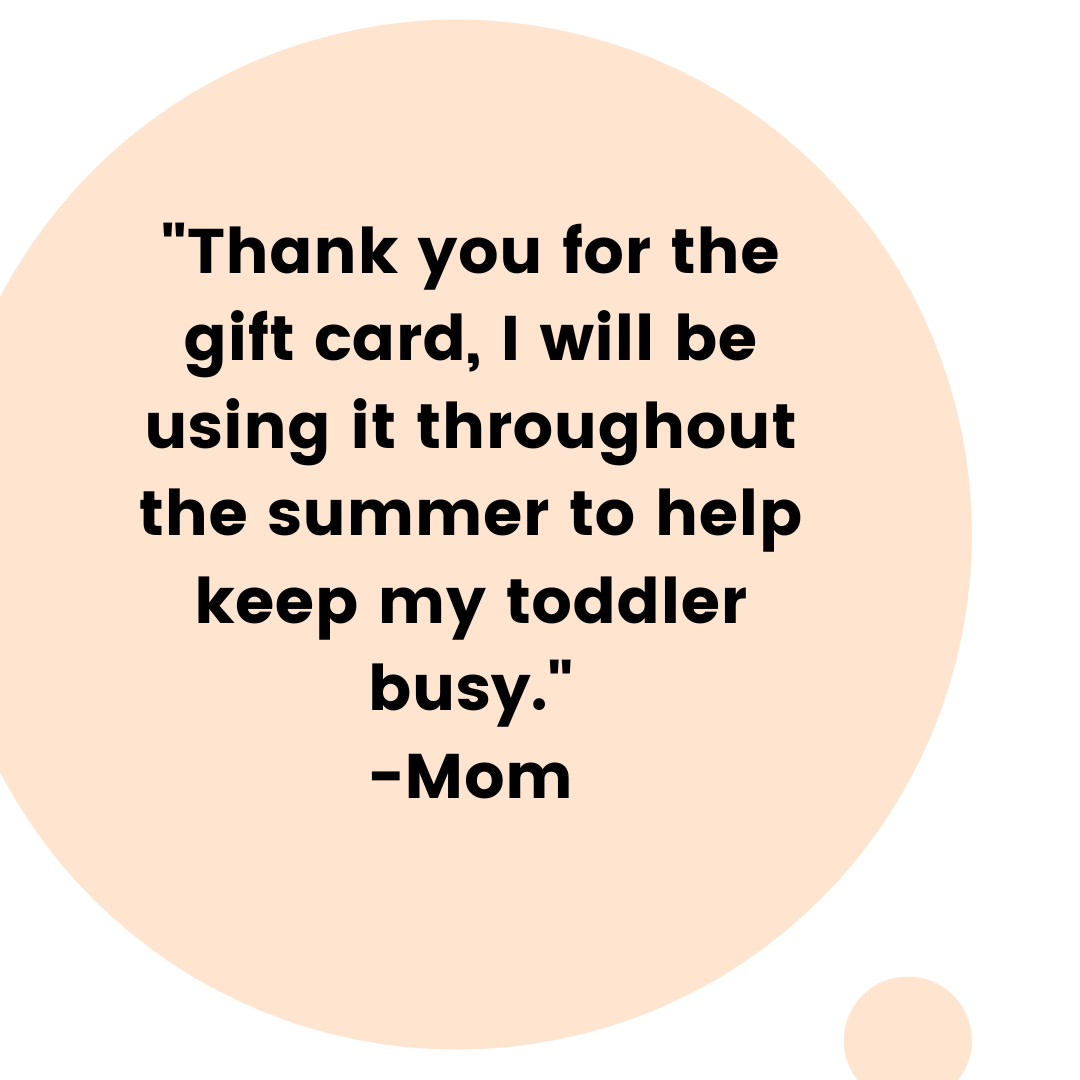 "Thank you for the
gift card, I will be
using it throughout
the summer to help
keep my toddler
busy."
-Mom